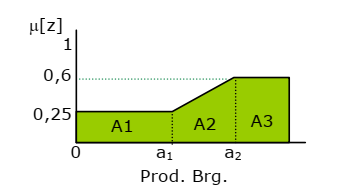 μ[z]
1
0,6
0,25
A1
A2
A3
0
a1
a2
Prod. Brg.